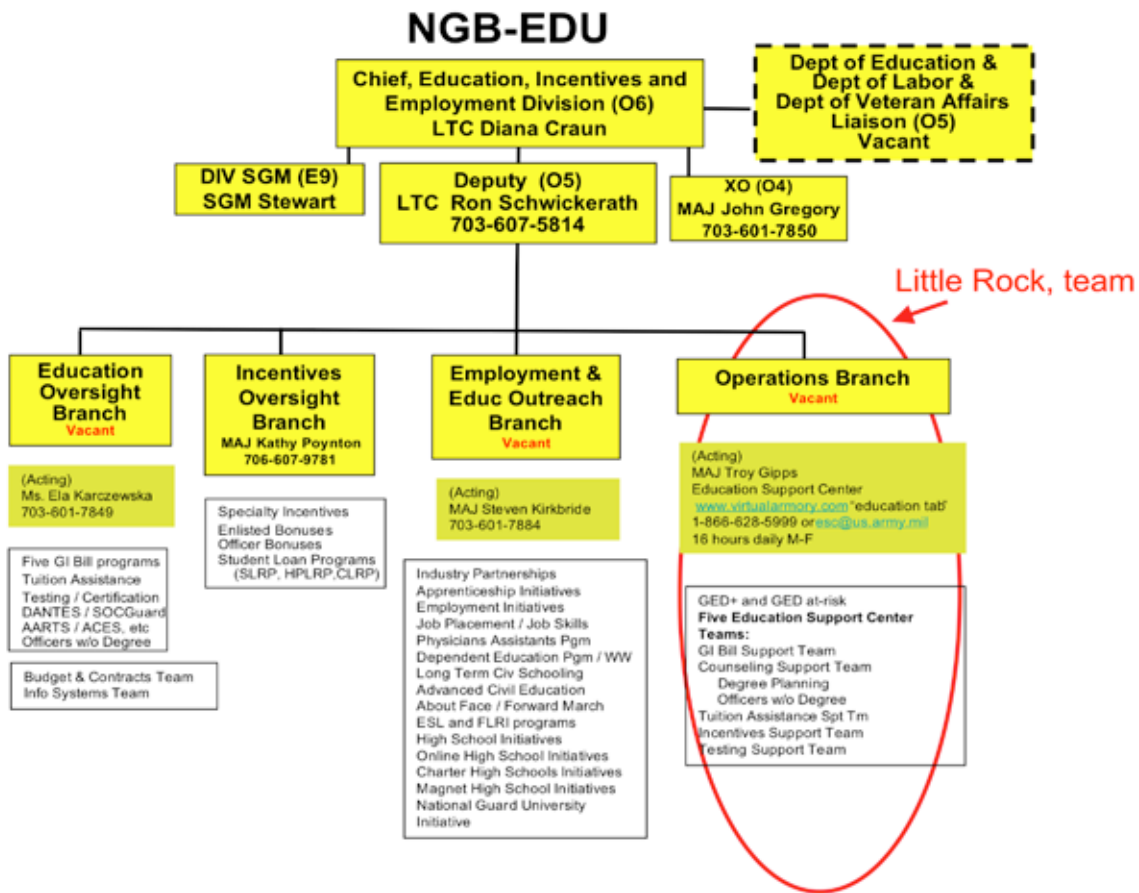 NGB-EDU
Chief, Education, Incentives and
Employment Division (O6)
LTC Diana Craun
Dept of Education &
Dept of Labor &
Dept of Veteran Affairs
Liaison (O5)
Vacant
DIV SGM (E9)
SGM Stewart
Deputy (O5)
LTC Ron Schwickerath
703-607-5814
XO (O4)
MAJ John Gregory
703-601-7850
Little Rock, team
Education
Oversight
Branch
Vacant
(Acting)
Ms. Ela Karczewska
703-601-7849
Five GI Bill programs
Tuition Assistance
Testing / Certification
DANTES / SOCGuard
AARTS / ACES, etc
Officers w/o Degree
Budget & Contracts Team
Info Systems Team
Incentives
Oversight
Branch
MAJ Kathy Poynton
706-607-9781
Specialty Incentives
Enlisted Bonuses
Officer Bonuses
Student Loan Programs
(SLRP, HPLRP,CLRP)
Employment &
Educ Outreach
Branch
Vacant
(Acting)
MAJ Steven Kirkbride
703-601-7884
Industry Partnerships
Apprenticeship Initiatives
Employment Initiatives
Job Placement / Job Skills
Physicians Assistants Pgm
Dependent Education Pgm / WW
Long Term Civ Schooling
Advanced Civil Education
About Face / Forward March
ESL and FLRI programs
High School Initiatives
Online High School Initiatives
Charter High Schools Initiatives
Magnet High School Initiatives
National Guard University
Initiative
Operations Branch
Vacant
(Acting)
MAJ Troy Gipps
Education Support Center
www.virtualarmory.com "education tab"
1-866-628-5999 or esc@us.army.mil
16 hours daily M-F
GED+ and GED at-risk
Five Education Support Center
Teams:
GI Bill Support Team
Counseling Support Team
Degree Planning
Officers w/o Degree
Tuition Assistance Spt Tm
Incentives Support Team
Testing Support Team